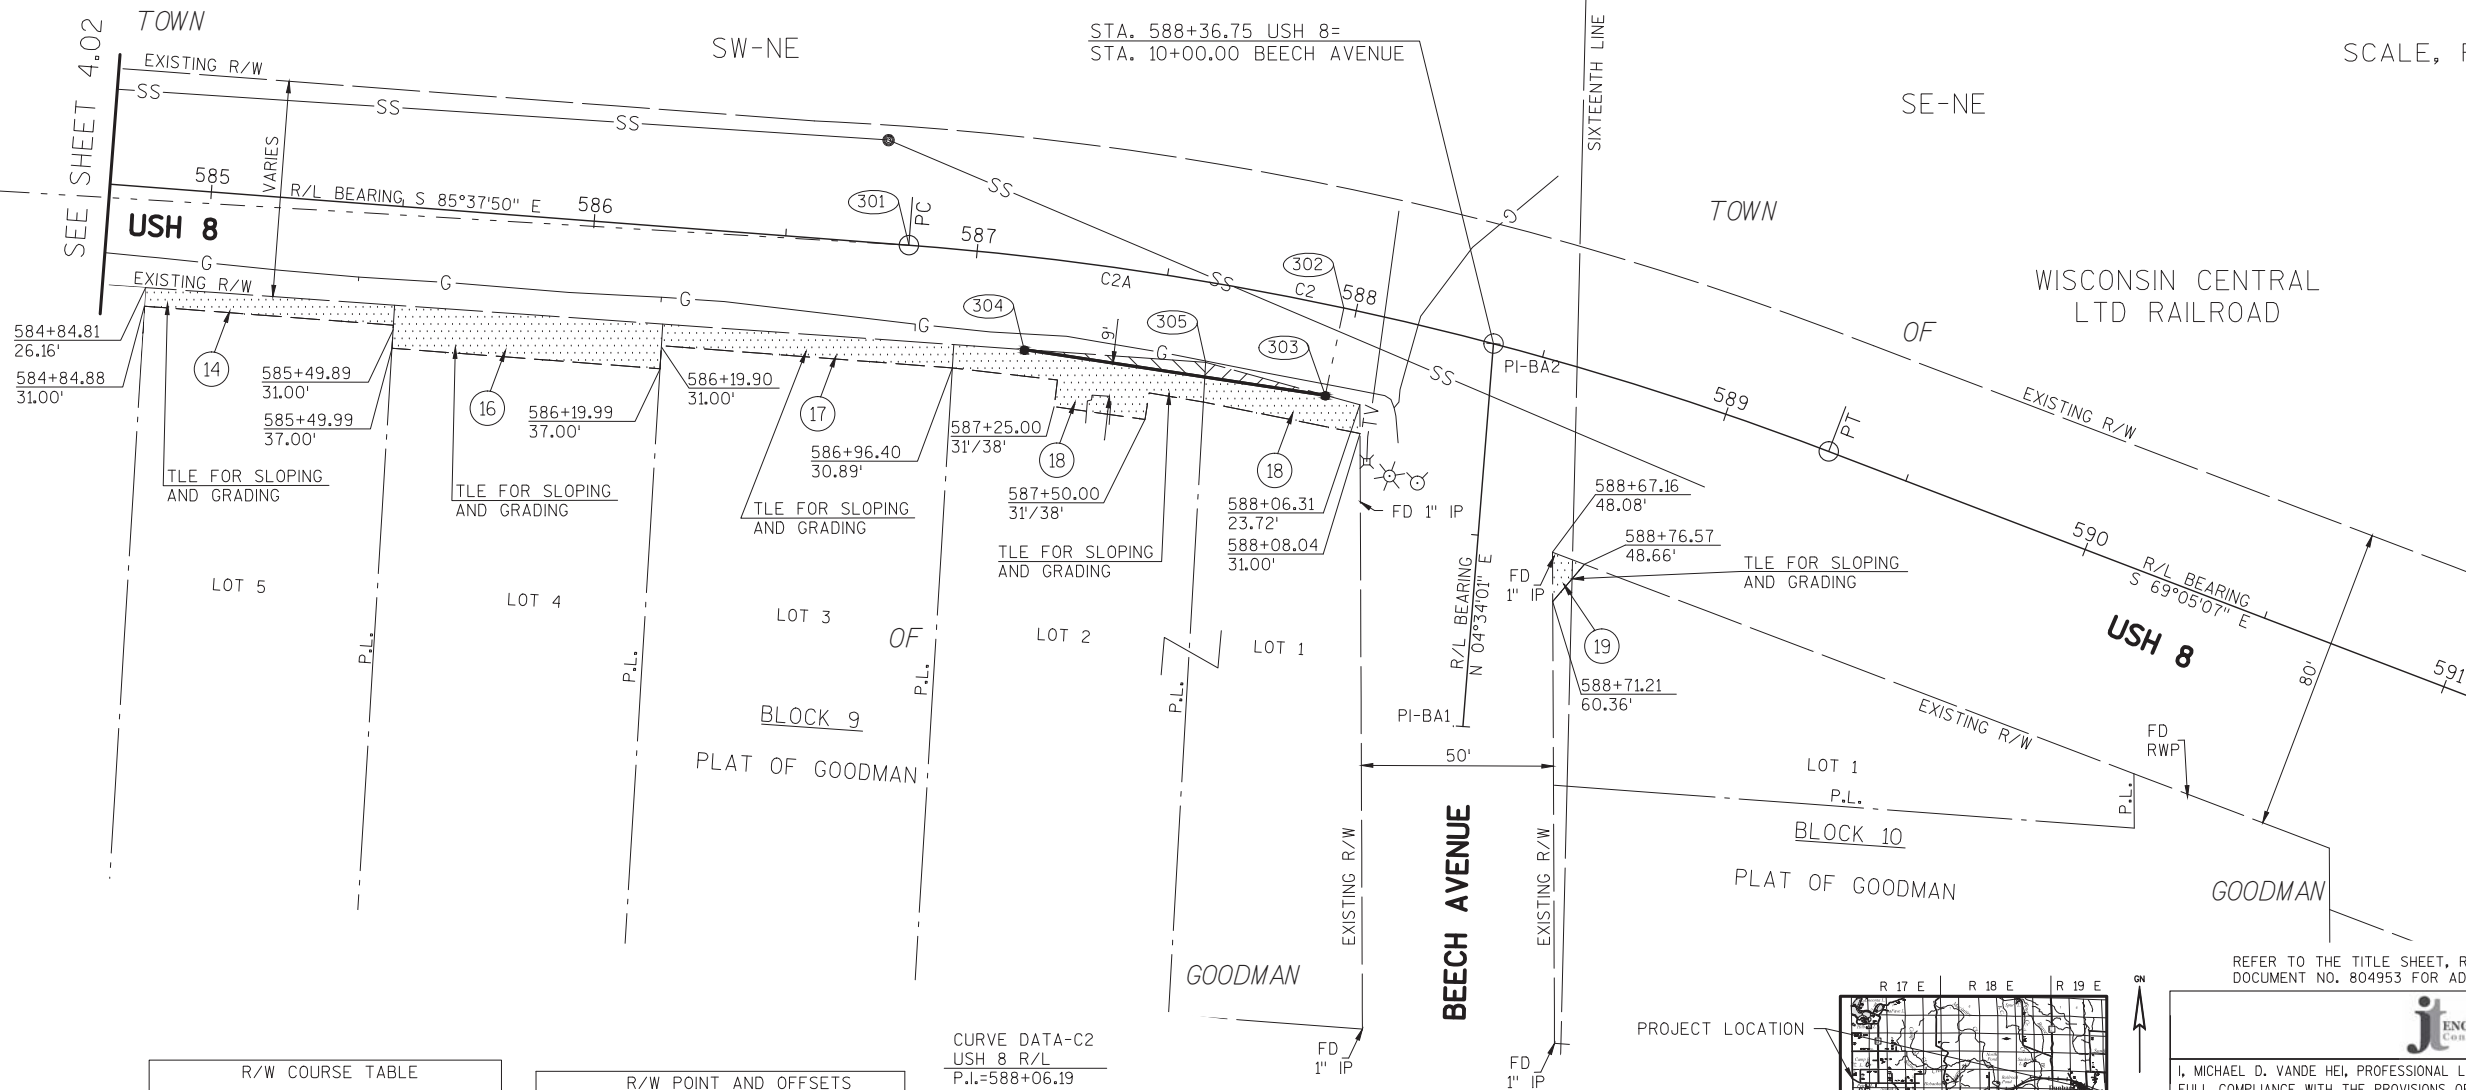 TOWN
SW-NE
STA. 588+36.75 USH 8=
STA. 10+00.00 BEECH AVENUE
SIXTEENTH LINE
SCALE,
SE-NE
SEE SHEET 4.02
EXISTING R/W
SS
SS
SS
SS
SS
SS
VARIES
585
R/L BEARING S 85°37'50" E
586
301
PC
587
C2A
302
C2
588
G
TOWN
WISCONSIN CENTRAL
LTD RAILROAD
OF
USH 8
G
G
G
G
G
EXISTING R/W
304
305
303
9'
PI-BA2
589
PT
EXISTING R/W
584+84.81
26.16'
584+84.88
31.00'
14
585+49.89
31.00'
585+49.99
37.00'
16
586+19.99
37.00'
586+19.90
31.00'
17
586+96.40
30.89'
587+25.00
31'/38'
18
587+50.00
31'/38'
18
588+06.31
23.72'
588+08.04
31.00'
FD 1" IP
TLE FOR SLOPING
AND GRADING
TLE FOR SLOPING
AND GRADING
TLE FOR SLOPING
AND GRADING
TLE FOR SLOPING
AND GRADING
588+67.16
48.08'
588+76.57
48.66'
TLE FOR SLOPING
AND GRADING
FD
1" IP
590
R/L BEARING
S 69°05'07" E
USH 8
591
80'
R/L BEARING
N 04°34'01" E
19
588+71.21
60.36'
LOT 5
LOT 4
LOT 3
OF
LOT 2
LOT 1
P.L.
P.L.
P.L.
P.L.
BLOCK 9
PLAT OF GOODMAN
PI-BA1
50'
EXISTING R/W
FD
RWP
LOT 1
P.L.
P.L.
BLOCK 10
PLAT OF GOODMAN
GOODMAN
EXISTING R/W
BEECH AVENUE
EXISTING R/W
GOODMAN
FD
1" IP
FD
1" IP
REFER TO THE TITLE SHEET,
DOCUMENT NO. 804953 FOR
R 17 E
R 18 E
R 19 E
GN
PROJECT LOCATION
jt
R/W COURSE TABLE
R/W POINT AND OFFSETS
CURVE DATA-C2
USH 8 R/L
P.I.=588+06.19
I, MICHAEL D. VANDE HEI, PROFESSIONAL
FULL COMPLIANCE WITH THE PROVISIONS